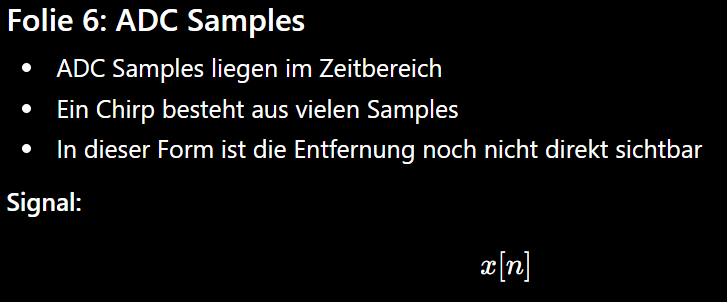 Folie 6: ADC Samples
• ADC Samples liegen im Zeitbereich
• Ein Chirp besteht aus vielen Samples
• In dieser Form ist die Entfernung noch nicht direkt sichtbar
Signal:
x[n]